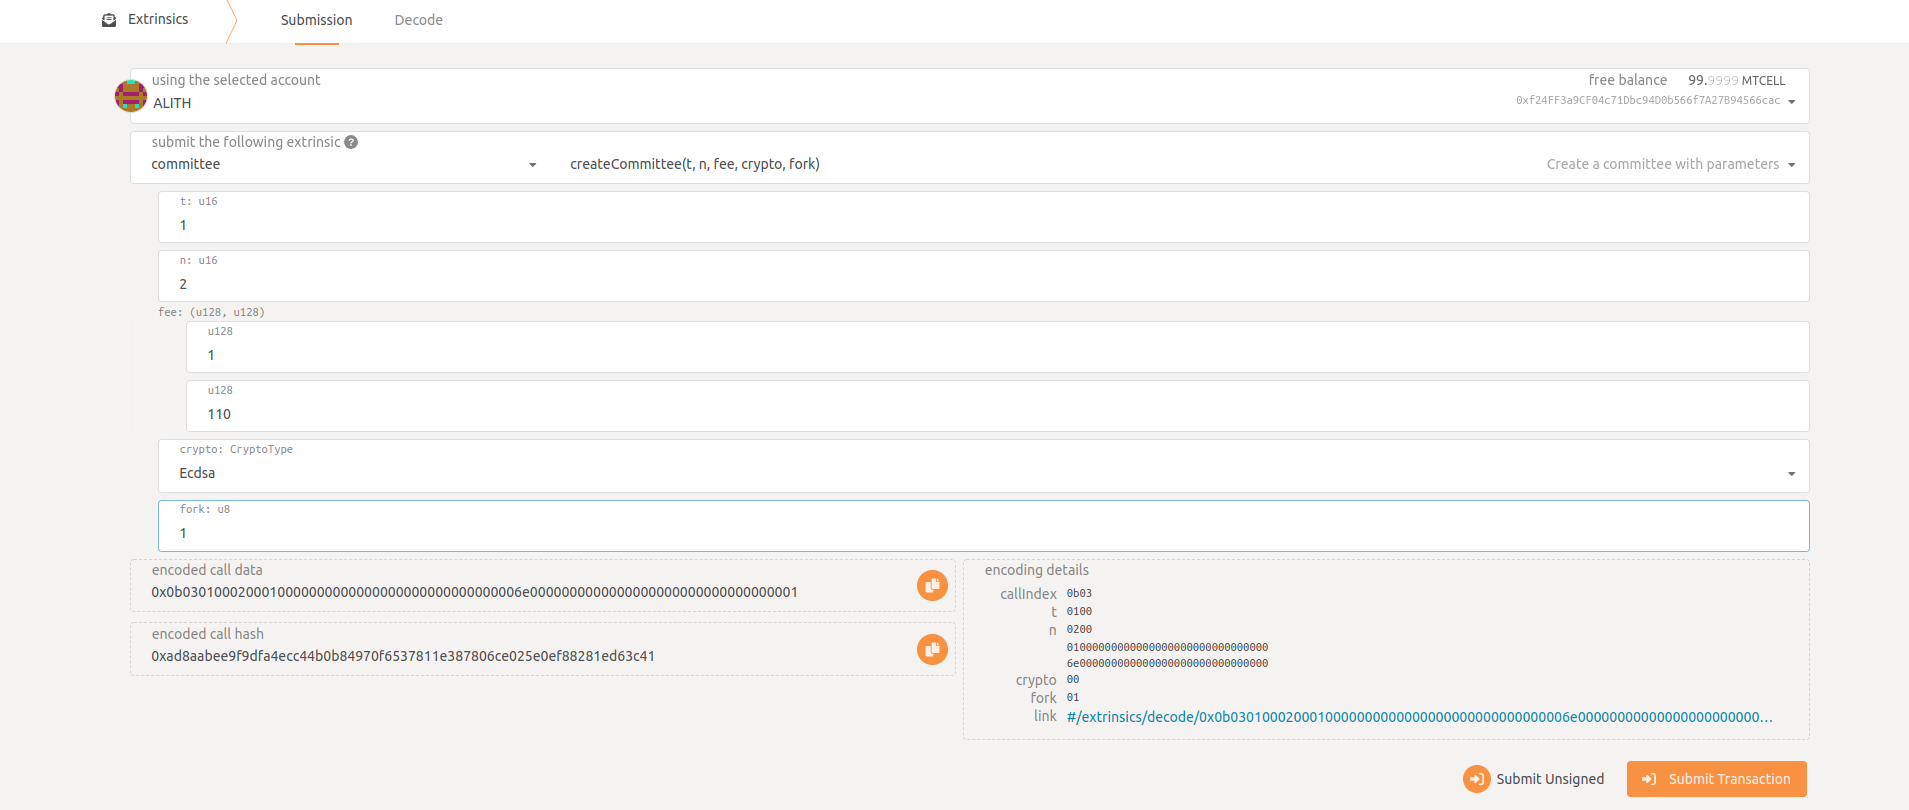 Extrinsics
Submission
Decode
using the selected account
ALITH
free balance 99.9999 MTCELL
0xf24FF3a9CF04c71Dbc94D0b566f7A27B94566cac
submit the following extrinsic
committee
createCommittee(t, n, fee, crypto, fork)
Create a committee with parameters
t: u16
1
n: u16
2
fee: (u128, u128)
u128
1
u128
110
crypto: CryptoType
Ecdsa
fork: u8
1
encoded call data
0x0b0301000200010000000000000000000000000000006e0000000000000000000000000000000001
encoded call hash
0xad8aabee9f9dfa4ecc44b0b84970f6537811e387806ce025e0ef88281ed63c41
encoding details
callIndex 0b03
t 0100
n 0200
01000000000000000000000000000000
6e000000000000000000000000000000
crypto 00
fork 01
link #/extrinsics/decode/0x0b0301000200010000000000000000000000000000006e00000000000000000000000...
Submit Unsigned
Submit Transaction